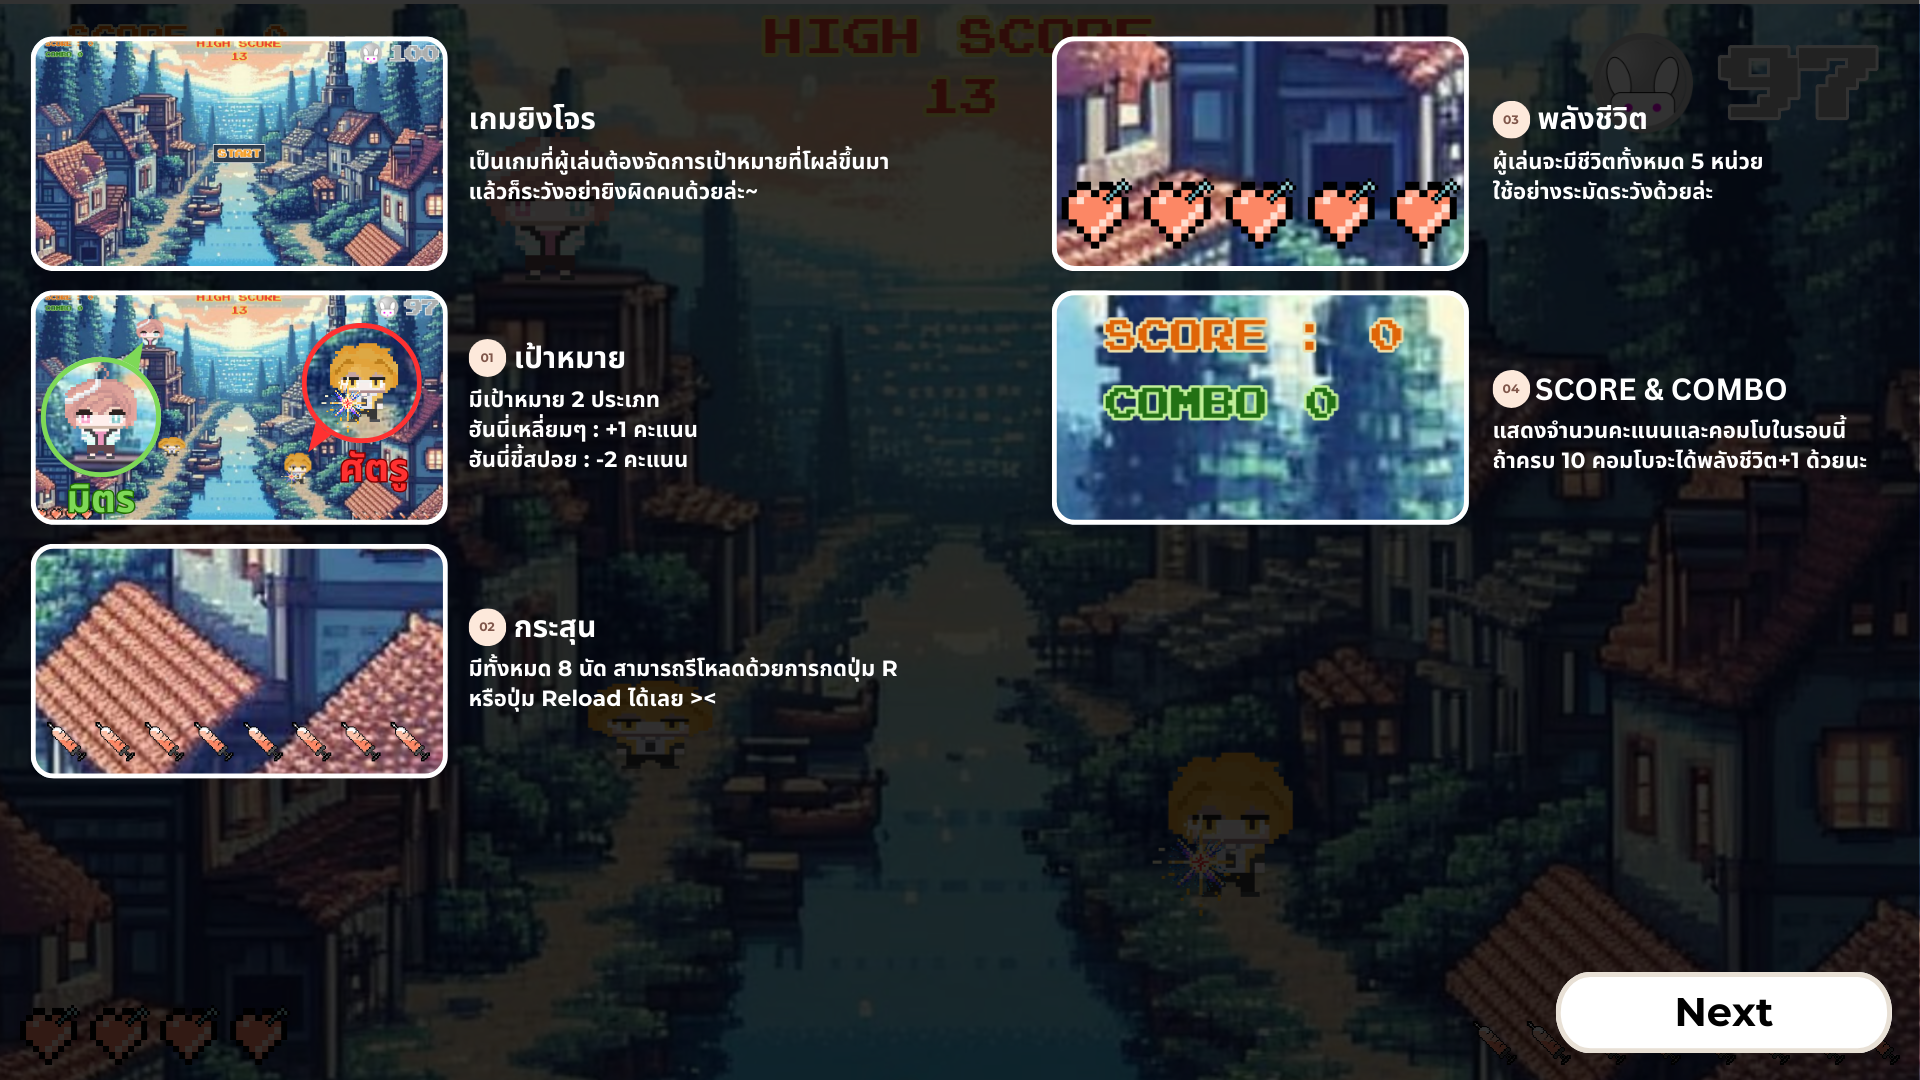 SCORE : 0
HIGH SCORE
13
97
HIGH SCORE
13
100
START
เกมยิงโจร
เป็นเกมที่ผู้เล่นต้องจัดการเป้าหมายที่โผล่ขึ้นมา
แล้วก็ระวังอย่ายิงผิดคนด้วยล่ะ~
HIGH SCORE
13
97
มิตร
ศัตรู
01 เป้าหมาย
มีเป้าหมาย 2 ประเภท
ฮันนี่เหลี่ยมๆ : +1 คะแนน
ฮันนี่ขี้สปอย : -2 คะแนน
02 กระสุน
มีทั้งหมด 8 นัด สามารถรีโหลดด้วยการกดปุ่ม R
หรือปุ่ม Reload ได้เลย ><
03 พลังชีวิต
ผู้เล่นจะมีชีวิตทั้งหมด 5 หน่วย
ใช้อย่างระมัดระวังด้วยล่ะ
SCORE : 0
COMBO 0
04 SCORE & COMBO
แสดงจำนวนคะแนนและคอมโบในรอบนี้
ถ้าครบ 10 คอมโบจะได้พลังชีวิต+1 ด้วยนะ
Next